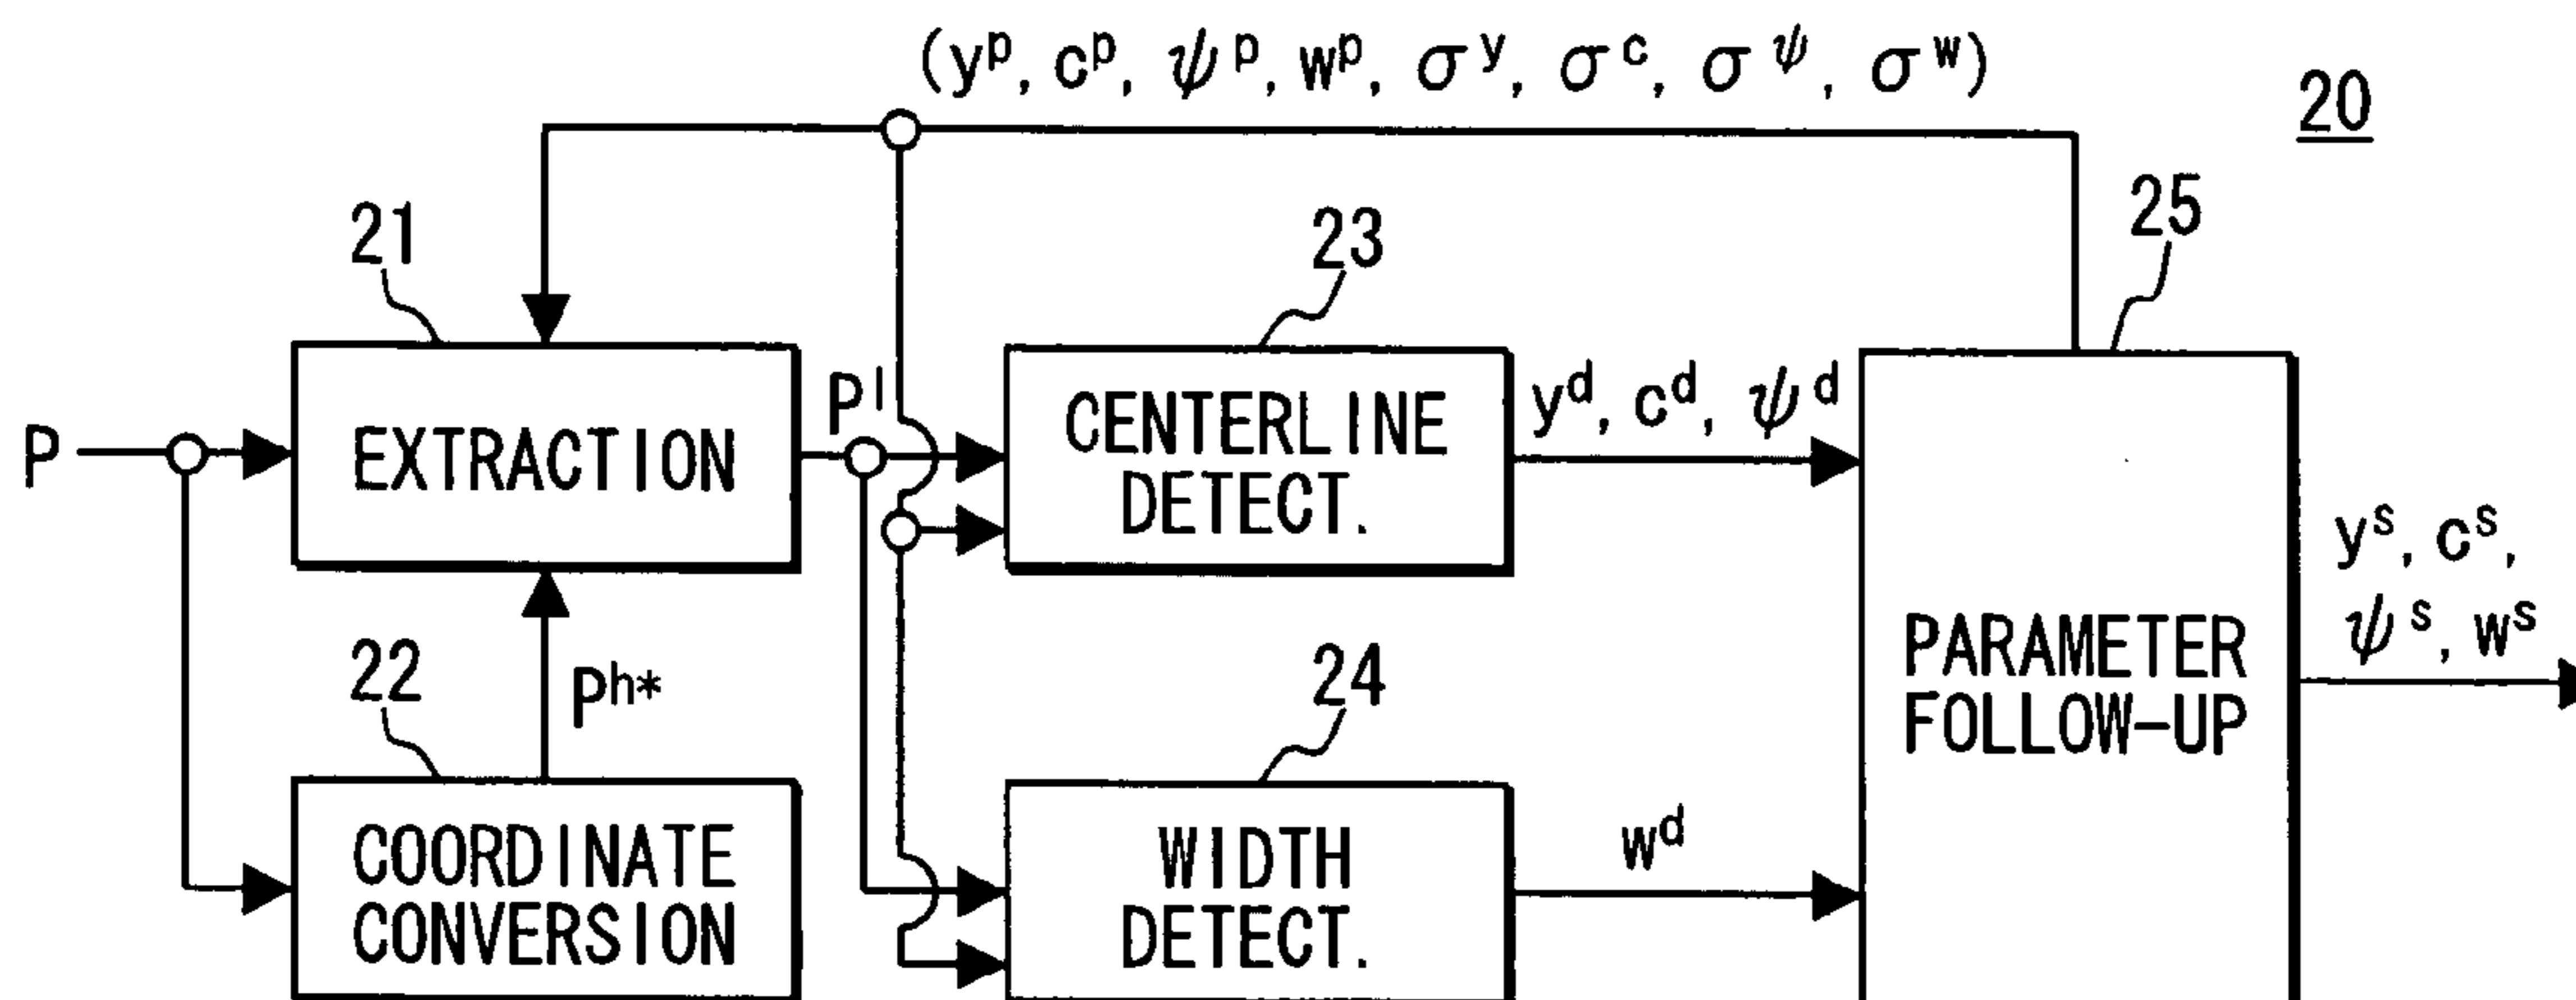 (yᵖ, cᵖ, ψᵖ, wᵖ, σʸ, σᶜ, σ^ψ, σʷ)
20
21
23
25
P
EXTRACTION
Pˡ
CENTERLINE
DETECT.
yᵈ, cᵈ, ψᵈ
yˢ, cˢ,
ψˢ, wˢ
22
Pʰ*
24
PARAMETER
FOLLOW-UP
COORDINATE
CONVERSION
WIDTH
DETECT.
wᵈ